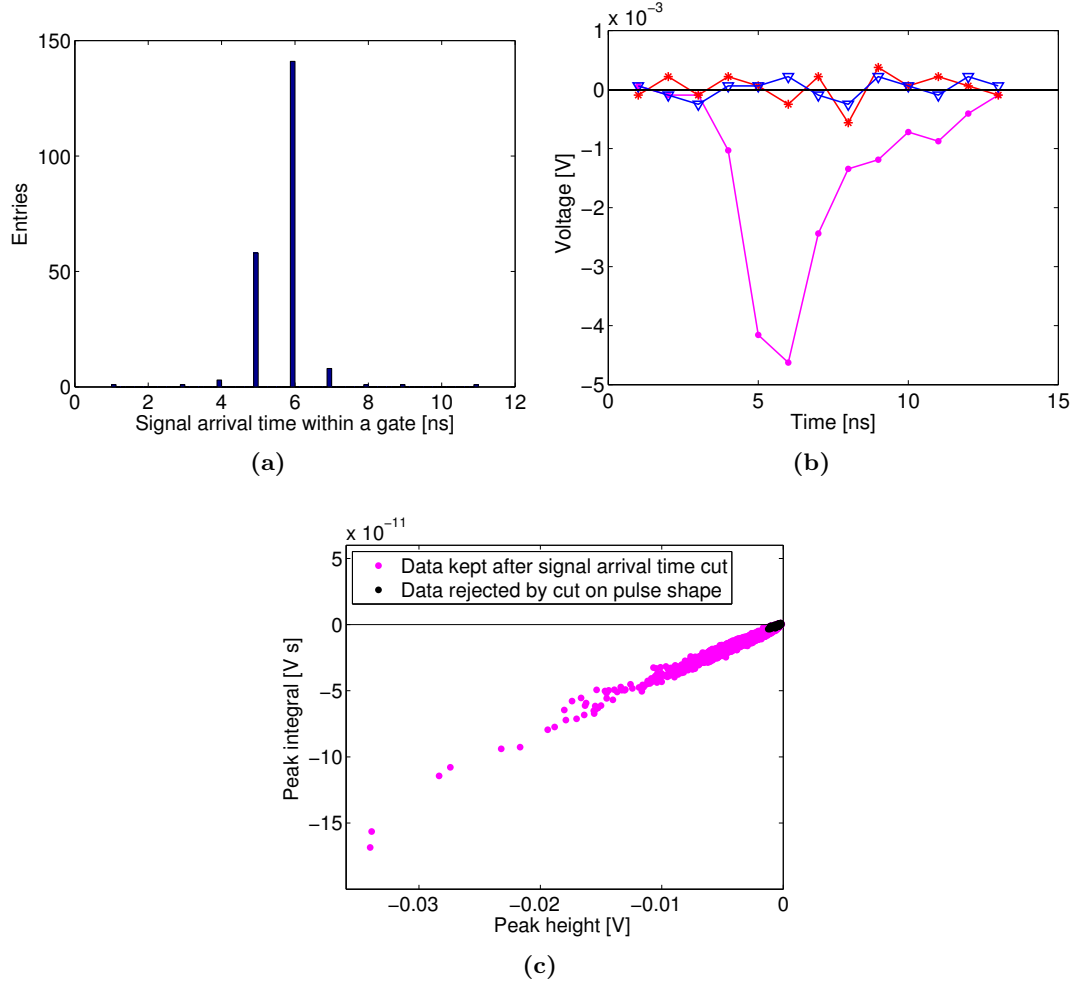 150
100
50
0
Entries
0 2 4 6 8 10 12
Signal arrival time within a gate [ns]
(a)
x 10−3
1
0
−1
−2
−3
−4
−5
Voltage [V]
0 5 10 15
Time [ns]
(b)
x 10−11
5
0
−5
−10
−15
Peak integral [V s]
Data kept after signal arrival time cut
Data rejected by cut on pulse shape
−0.03 −0.02 −0.01 0
Peak height [V]
(c)